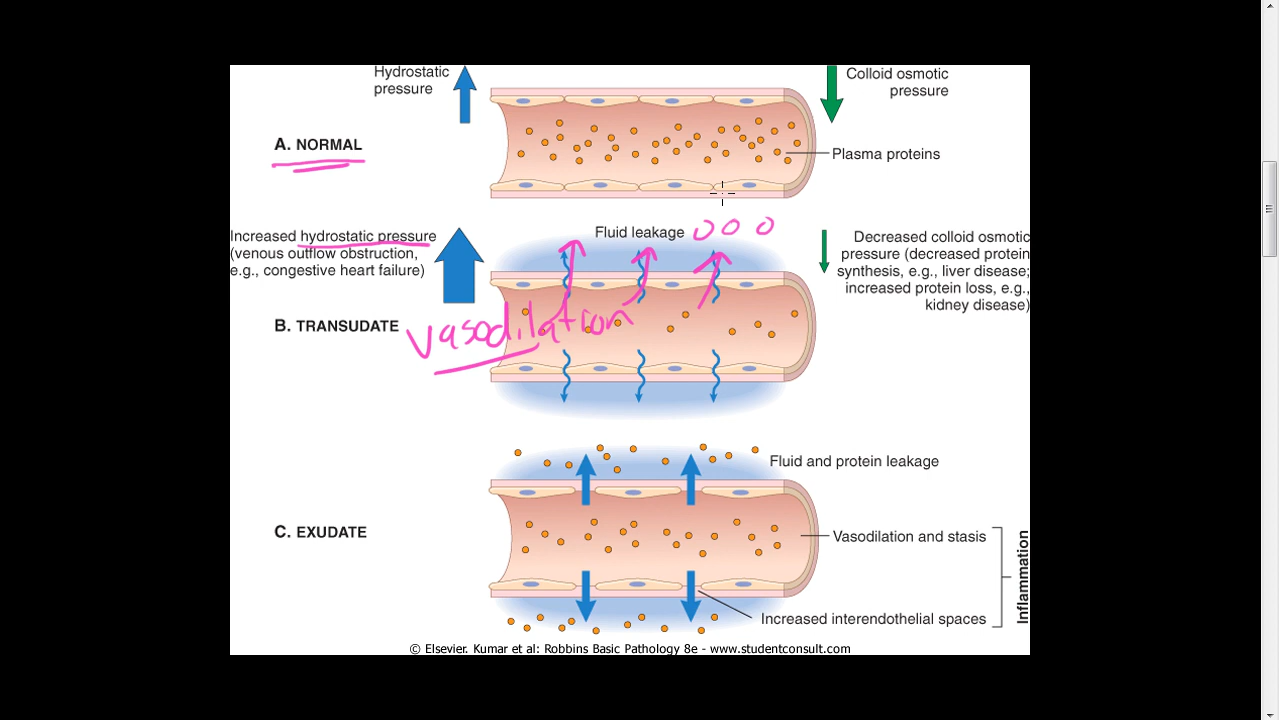 Hydrostatic
pressure
Colloid osmotic
pressure
A. NORMAL
Plasma proteins
Increased hydrostatic pressure
(venous outflow obstruction,
e.g., congestive heart failure)
Fluid leakage
Decreased colloid osmotic
pressure (decreased protein
synthesis, e.g., liver disease;
increased protein loss, e.g.,
kidney disease)
B. TRANSUDATE
vasodilation
Fluid and protein leakage
C. EXUDATE
Vasodilation and stasis
Inflammation
Increased interendothelial spaces
© Elsevier. Kumar et al: Robbins Basic Pathology 8e - www.studentconsult.com